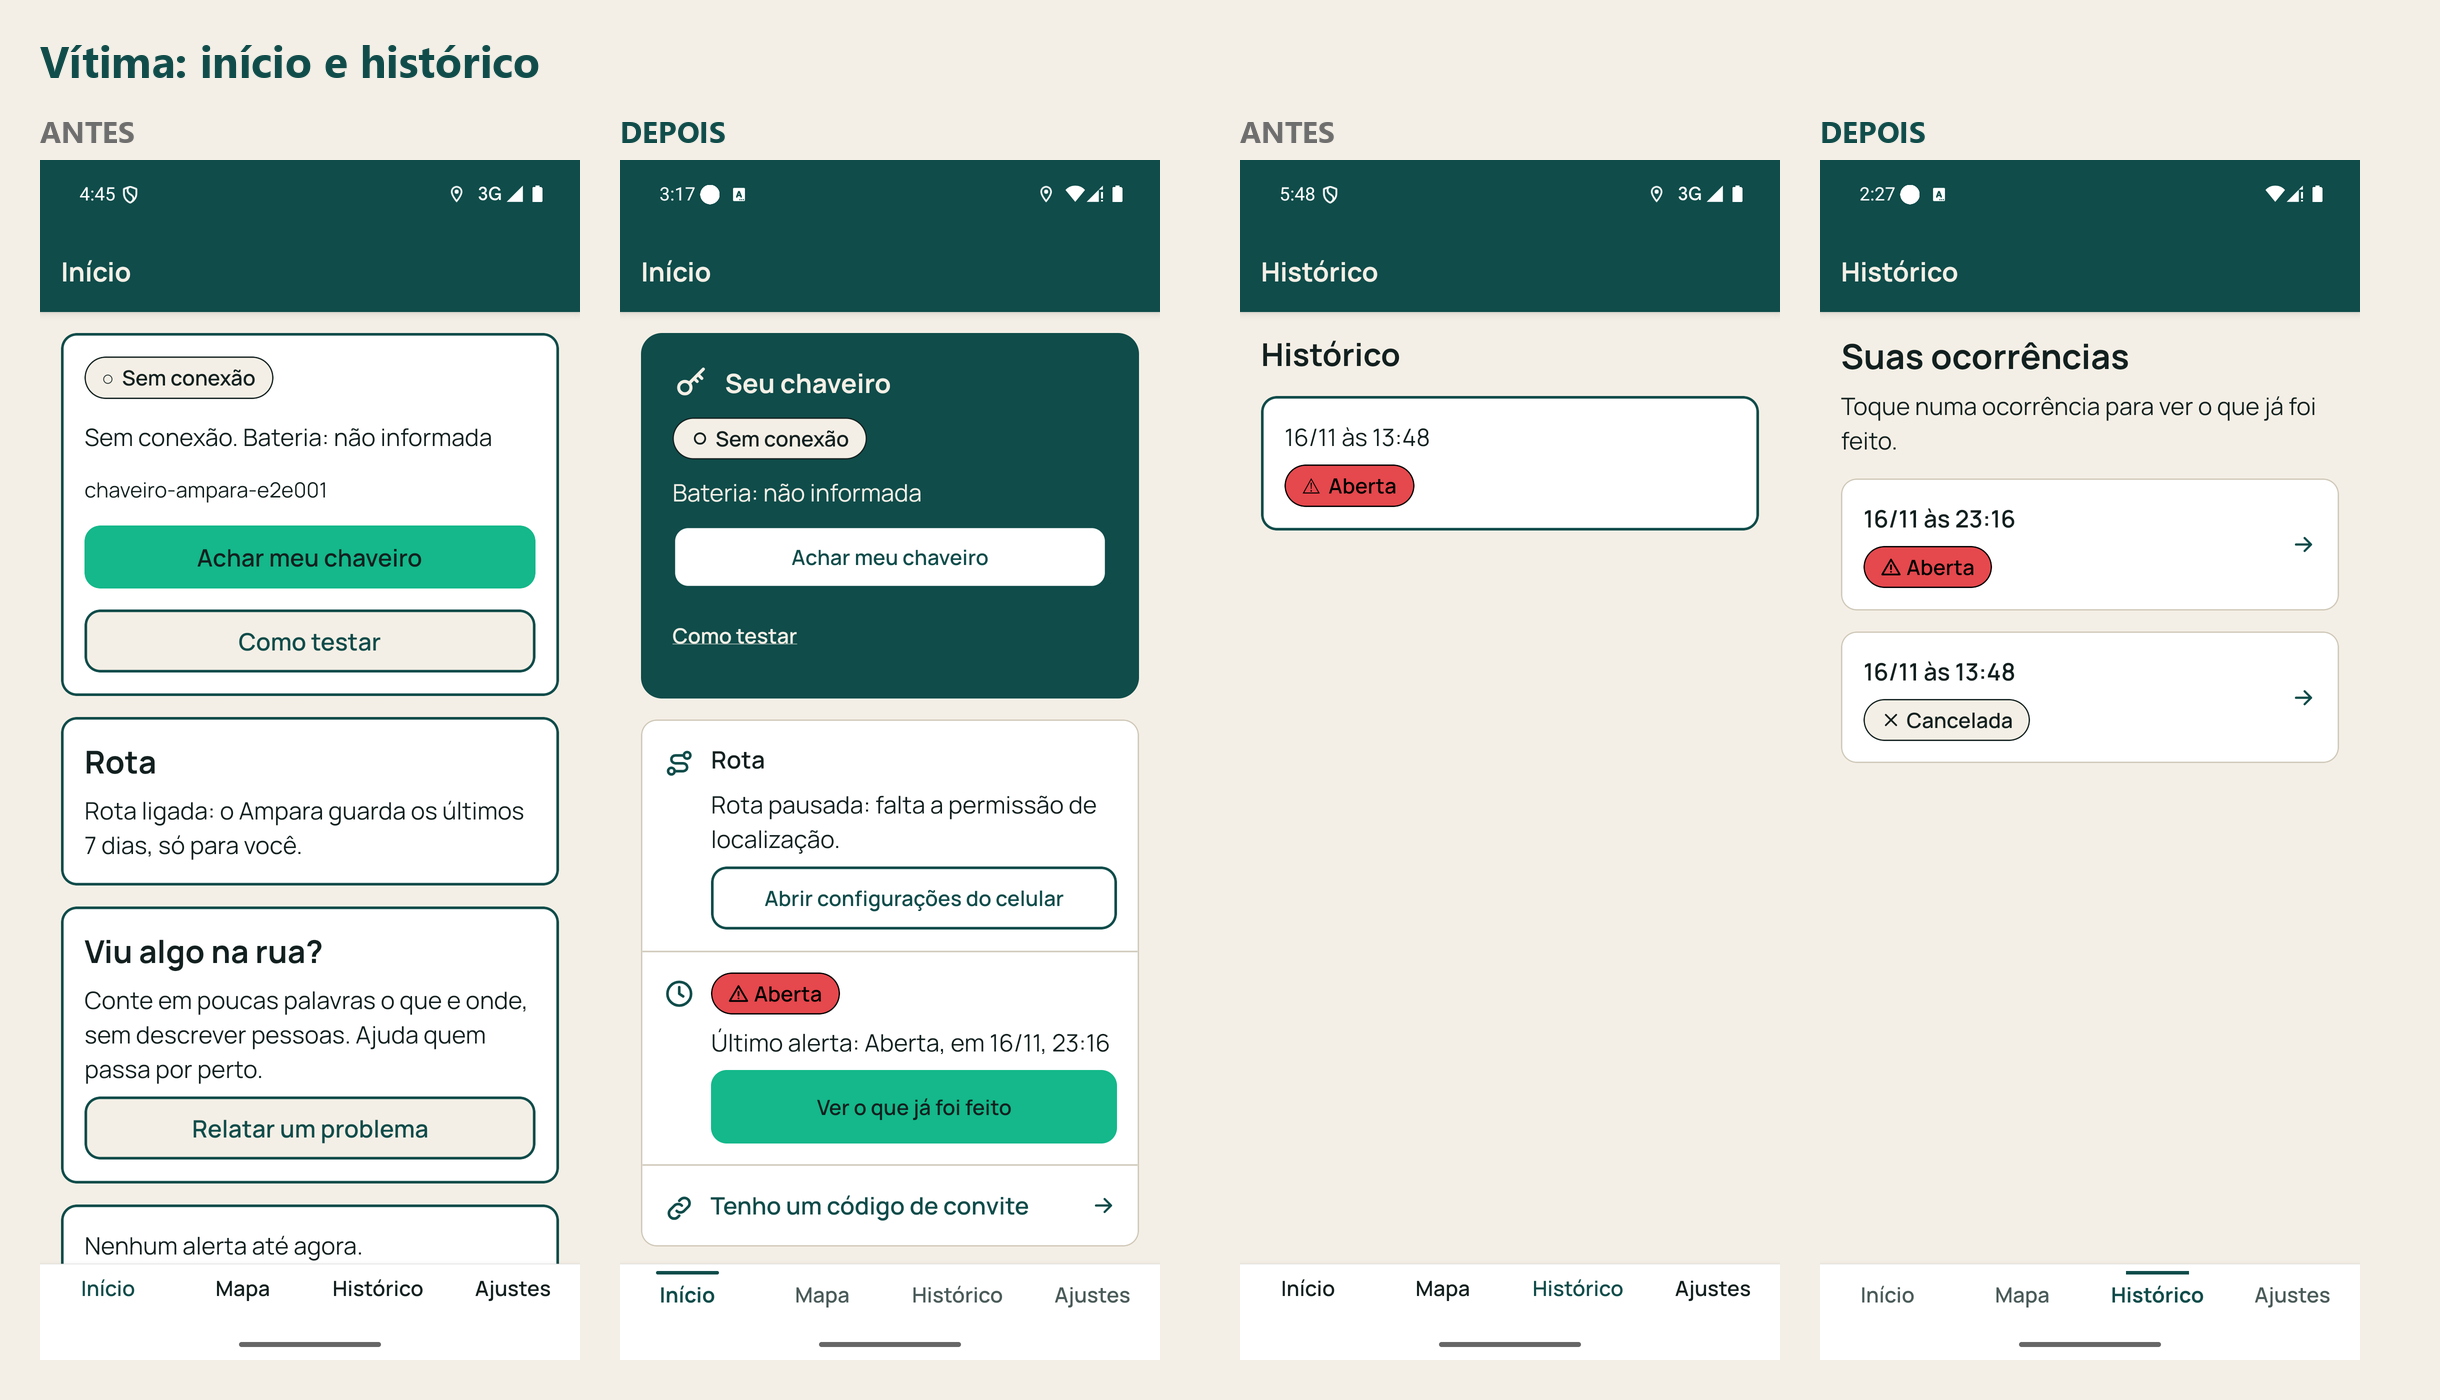 Vítima: início e histórico
ANTES
4:45
3G
Início
Sem conexão
Sem conexão. Bateria: não informada
chaveiro-ampara-e2e001
Achar meu chaveiro
Como testar
Rota
Rota ligada: o Ampara guarda os últimos
7 dias, só para você.
Viu algo na rua?
Conte em poucas palavras o que e onde,
sem descrever pessoas. Ajuda quem
passa por perto.
Relatar um problema
Nenhum alerta até agora.
Início Mapa Histórico Ajustes
DEPOIS
3:17
A
Início
Seu chaveiro
Sem conexão
Bateria: não informada
Achar meu chaveiro
Como testar
Rota
Rota pausada: falta a permissão de
localização.
Abrir configurações do celular
Aberta
Último alerta: Aberta, em 16/11, 23:16
Ver o que já foi feito
Tenho um código de convite
Início Mapa Histórico Ajustes
ANTES
5:48
3G
Histórico
Histórico
16/11 às 13:48
Aberta
Início Mapa Histórico Ajustes
DEPOIS
2:27
A
Histórico
Suas ocorrências
Toque numa ocorrência para ver o que já foi
feito.
16/11 às 23:16
Aberta
16/11 às 13:48
Cancelada
Início Mapa Histórico Ajustes